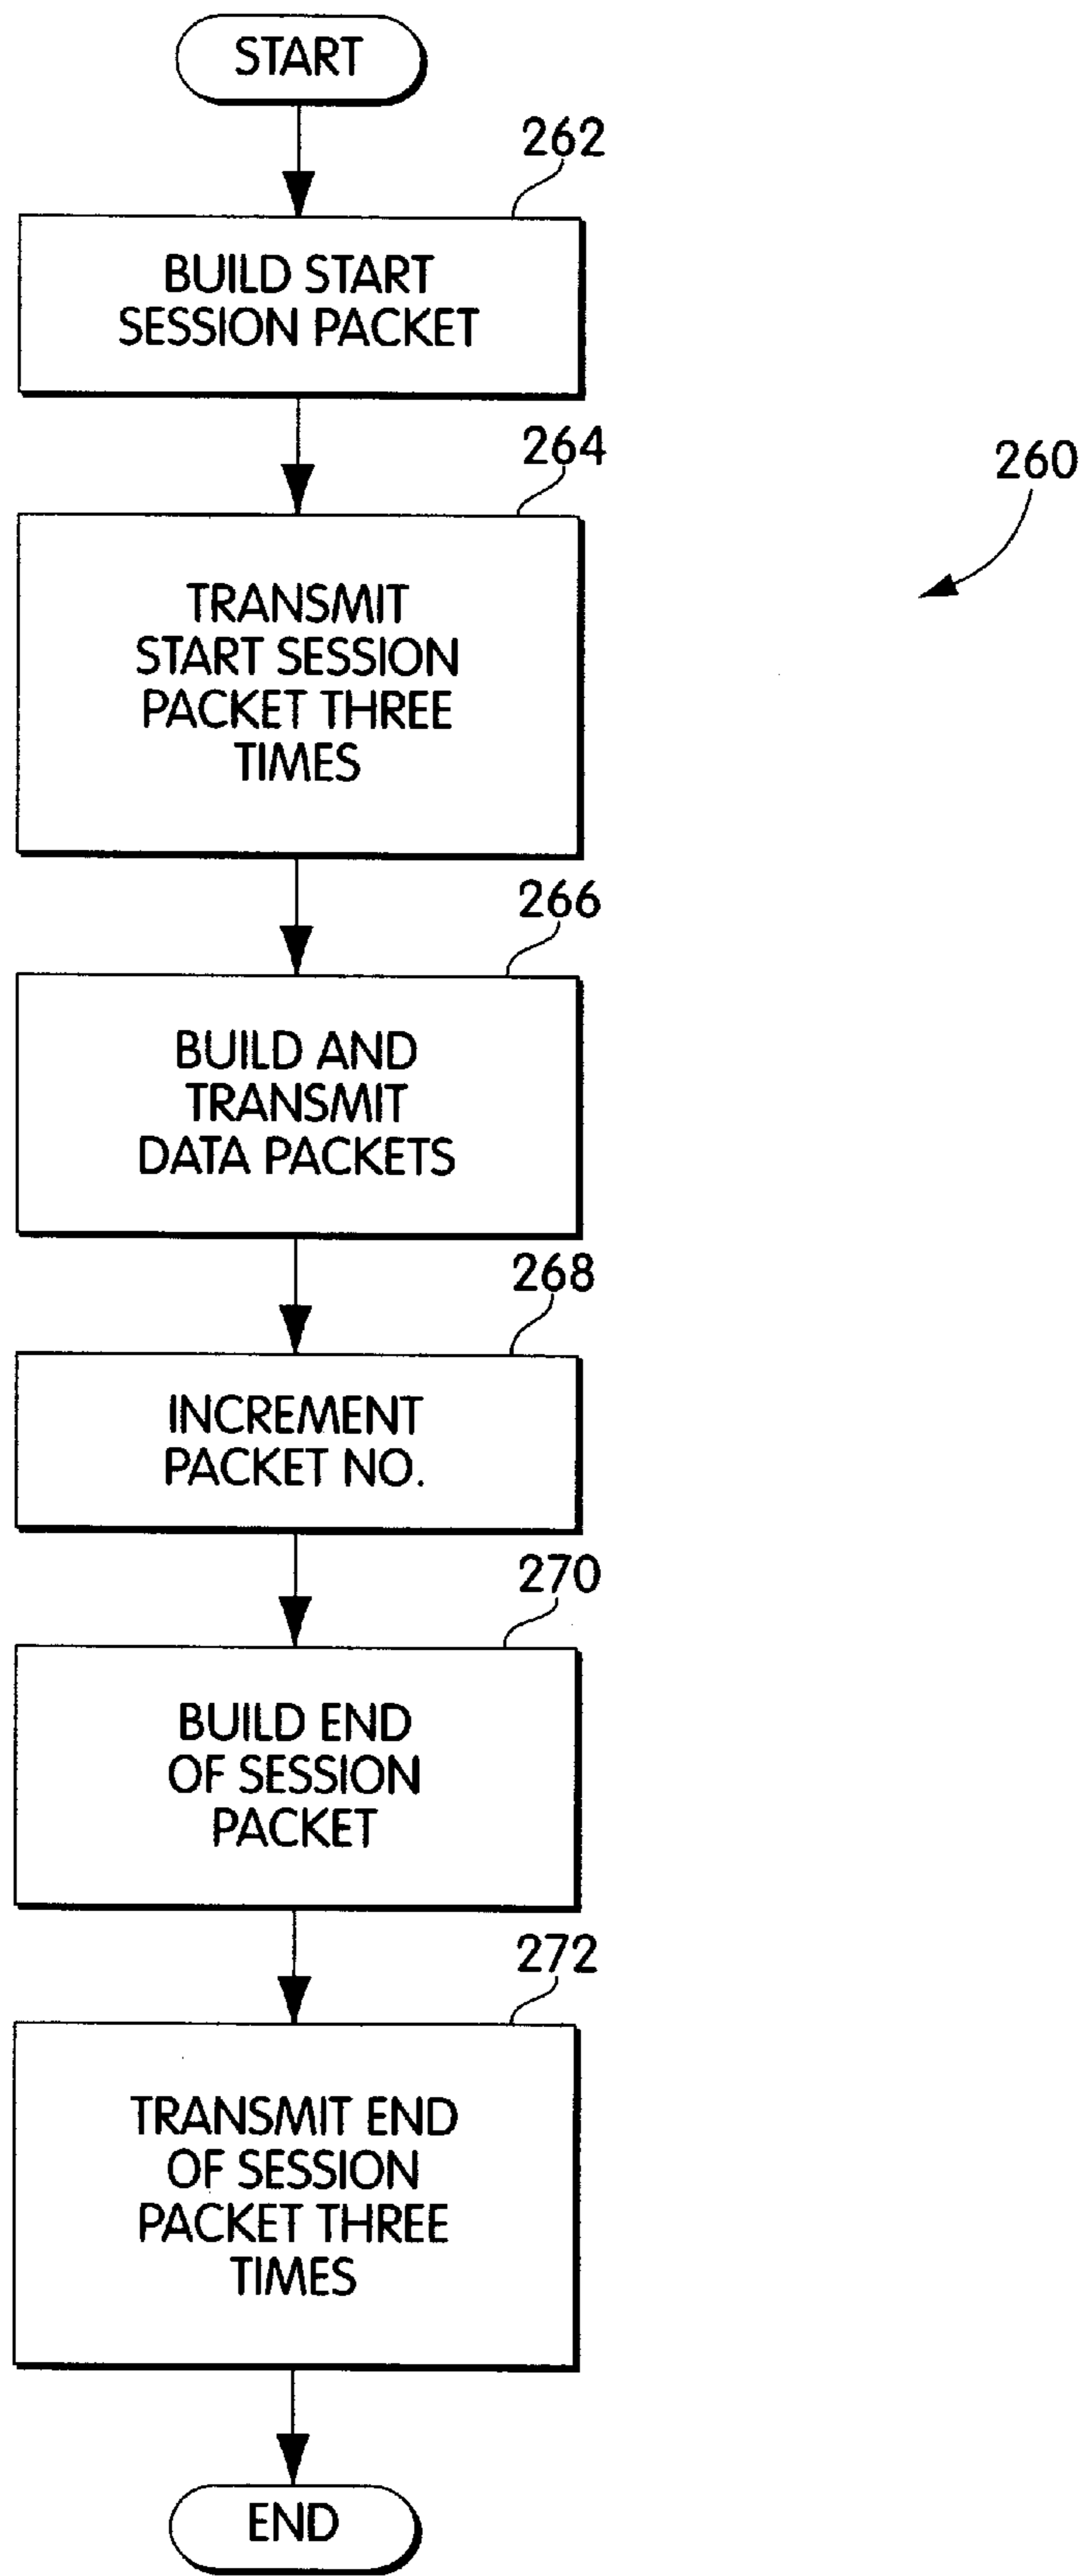 START
262
BUILD START
SESSION PACKET
264
260
TRANSMIT
START SESSION
PACKET THREE
TIMES
266
BUILD AND
TRANSMIT
DATA PACKETS
268
INCREMENT
PACKET NO.
270
BUILD END
OF SESSION
PACKET
272
TRANSMIT END
OF SESSION
PACKET THREE
TIMES
END